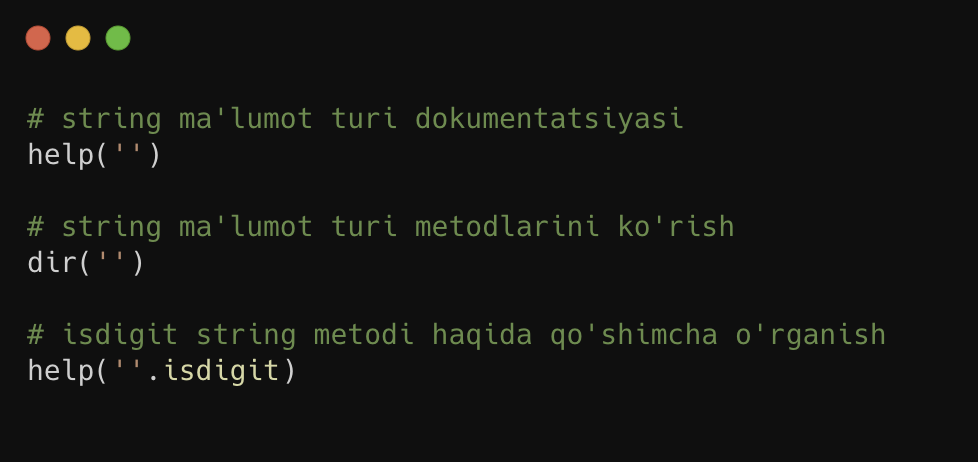 # string ma'lumot turi dokumentatsiyasi
help('')
# string ma'lumot turi metodlarini ko'rish
dir('')
# isdigit string metodi haqida qo'shimcha o'rganish
help(''.isdigit)